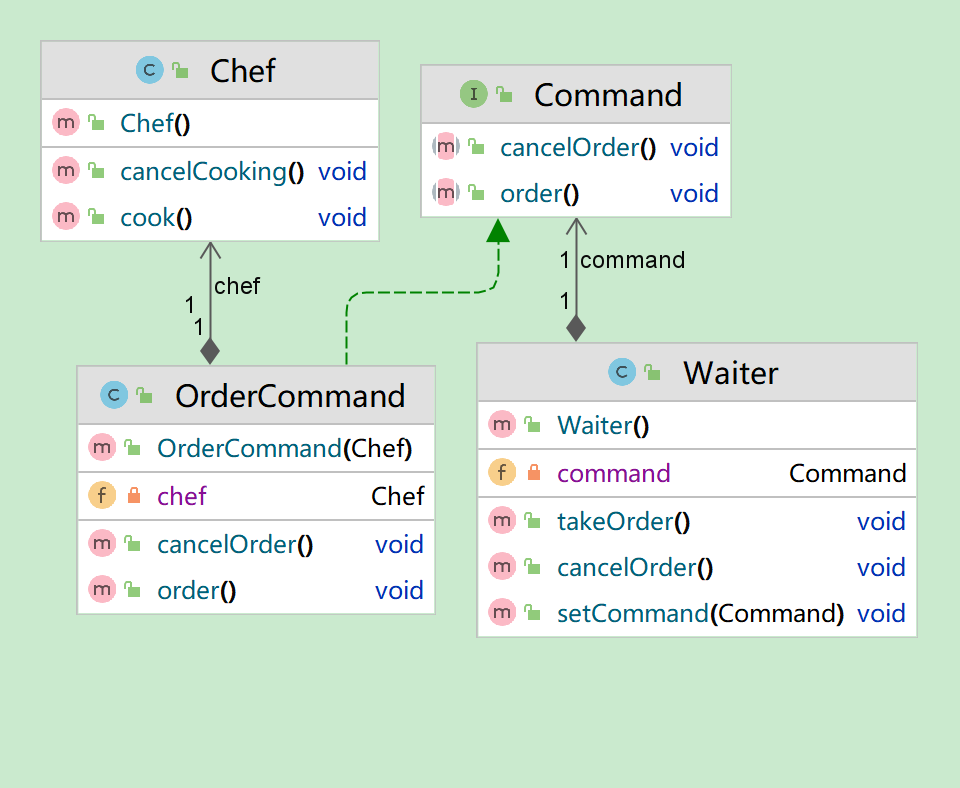 C Chef
m Chef()
m cancelCooking() void
m cook() void
I Command
m cancelOrder() void
m order() void
chef
1
1
1 command
1
C OrderCommand
m OrderCommand(Chef)
f chef Chef
m cancelOrder() void
m order() void
C Waiter
m Waiter()
f command Command
m takeOrder() void
m cancelOrder() void
m setCommand(Command) void